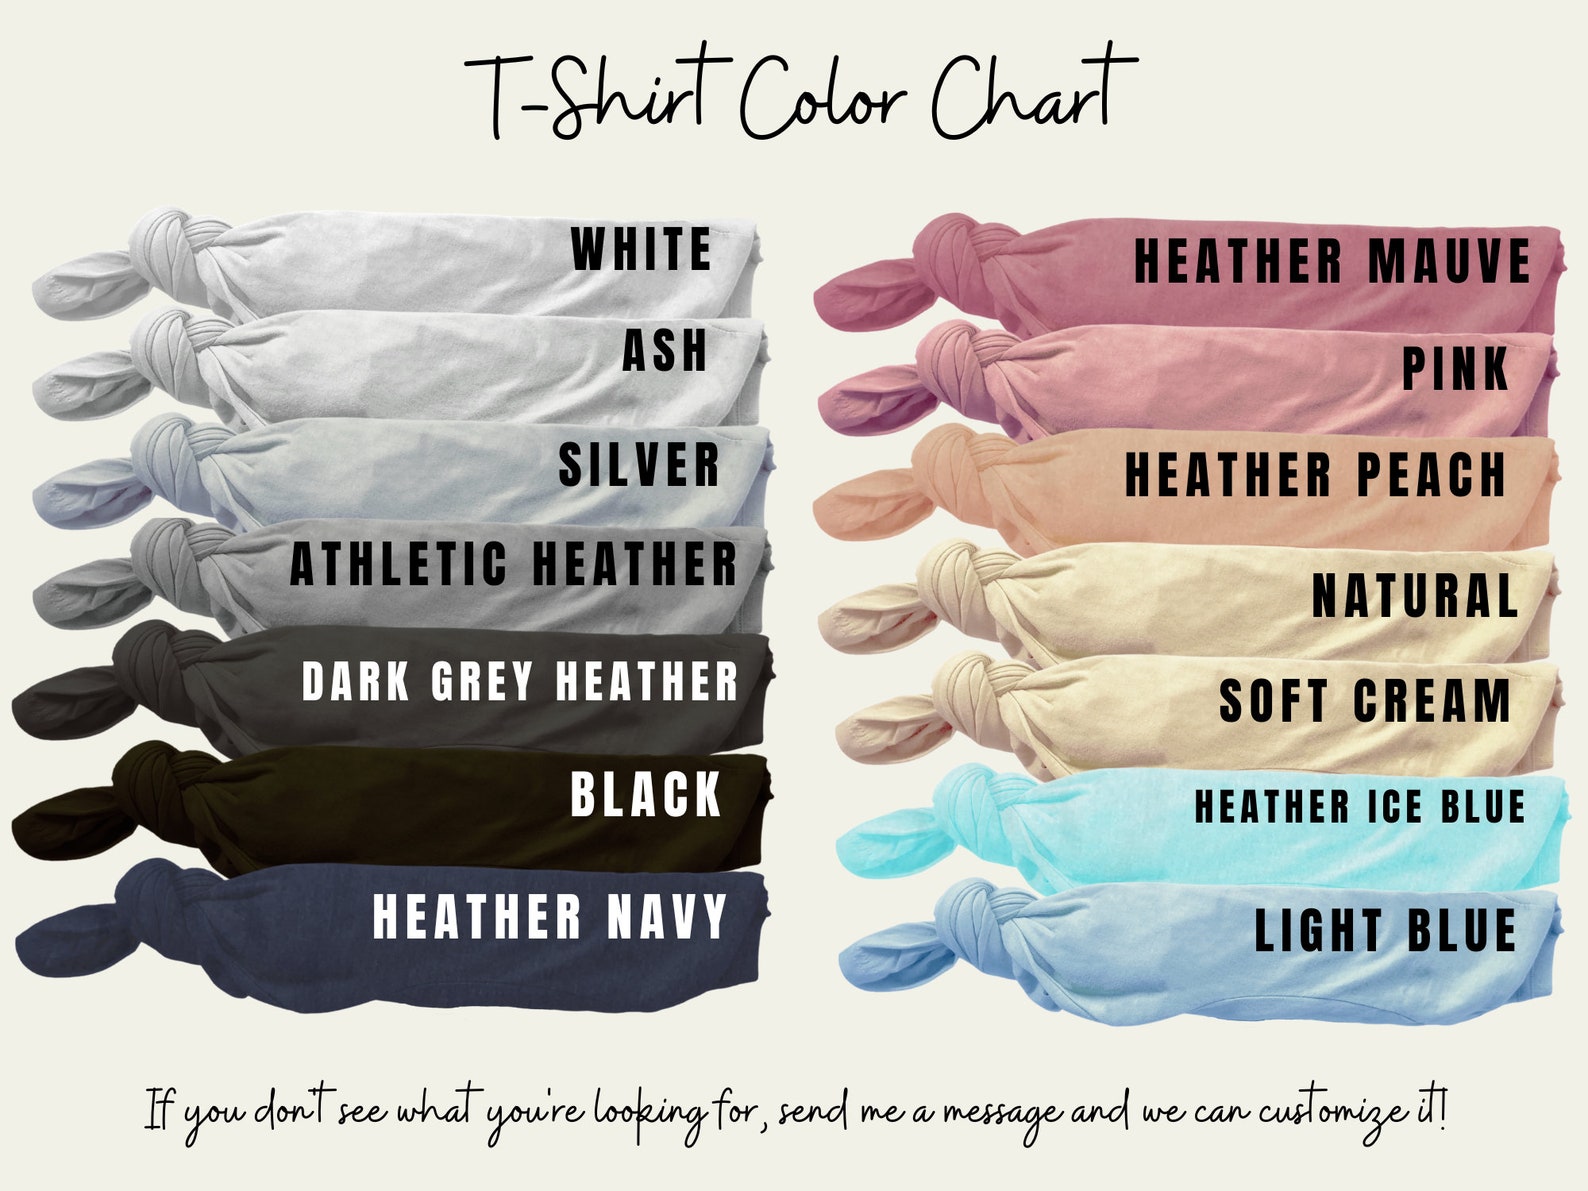 T-Shirt Color Chart
WHITE
ASH
SILVER
ATHLETIC HEATHER
DARK GREY HEATHER
BLACK
HEATHER NAVY
HEATHER MAUVE
PINK
HEATHER PEACH
NATURAL
SOFT CREAM
HEATHER ICE BLUE
LIGHT BLUE
If you don't see what you're looking for, send me a message and we can customize it!